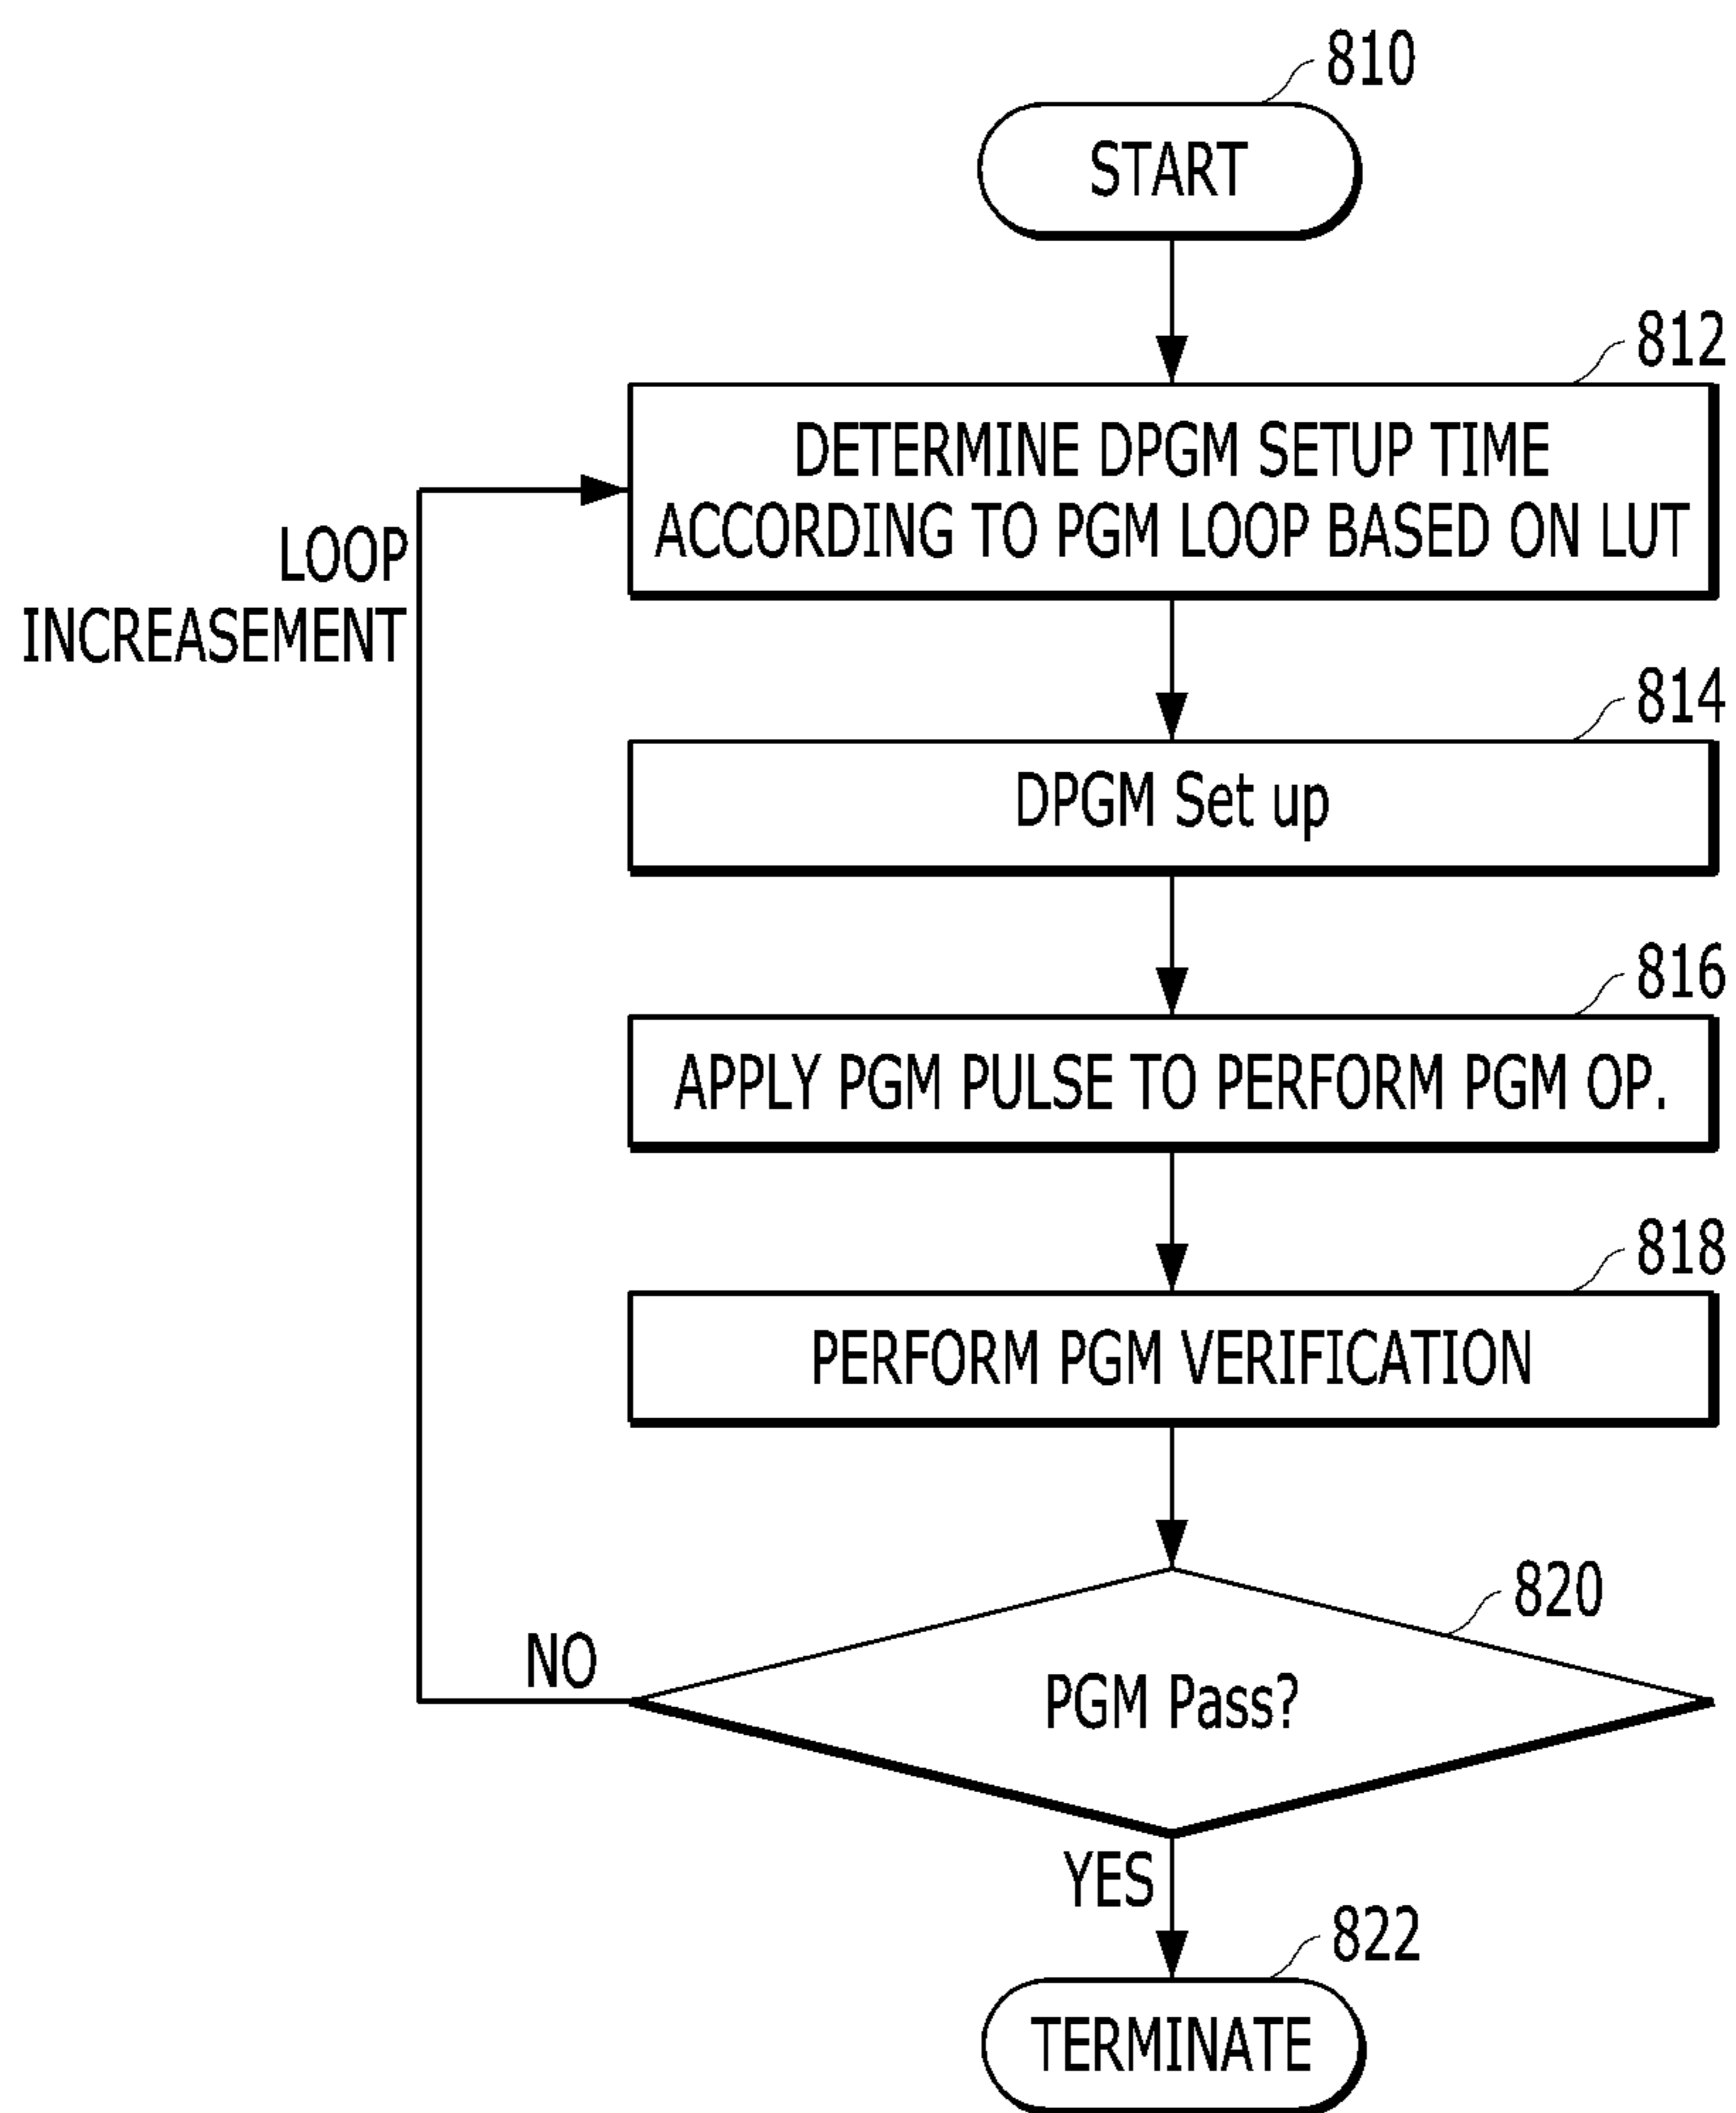 810
START
812
DETERMINE DPGM SETUP TIME
ACCORDING TO PGM LOOP BASED ON LUT
LOOP
INCREASEMENT
814
DPGM Set up
816
APPLY PGM PULSE TO PERFORM PGM OP.
818
PERFORM PGM VERIFICATION
820
PGM Pass?
NO
YES
822
TERMINATE